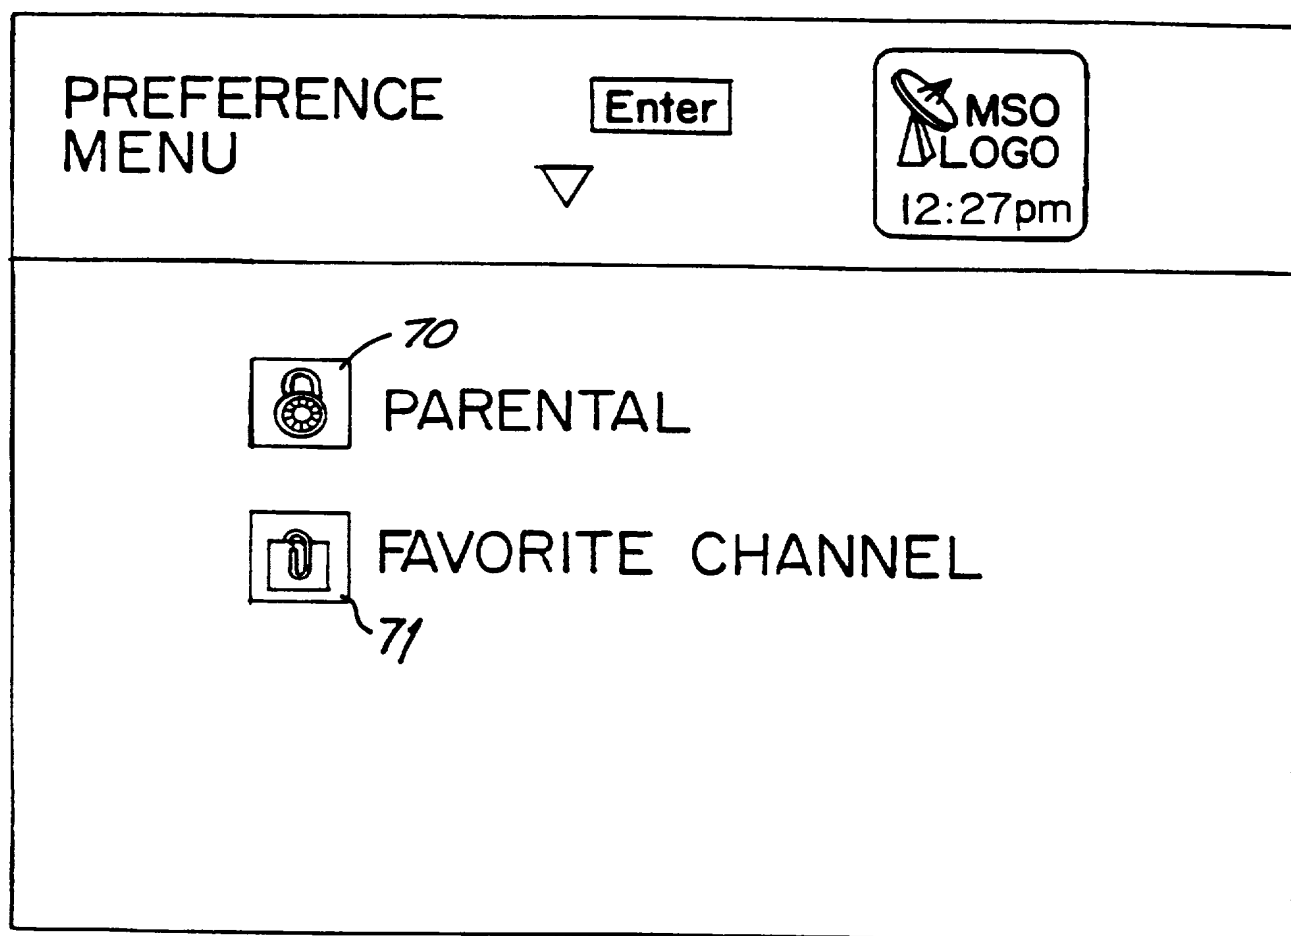 PREFERENCE
MENU
Enter
MSO
LOGO
12:27pm
70
PARENTAL
FAVORITE CHANNEL
71